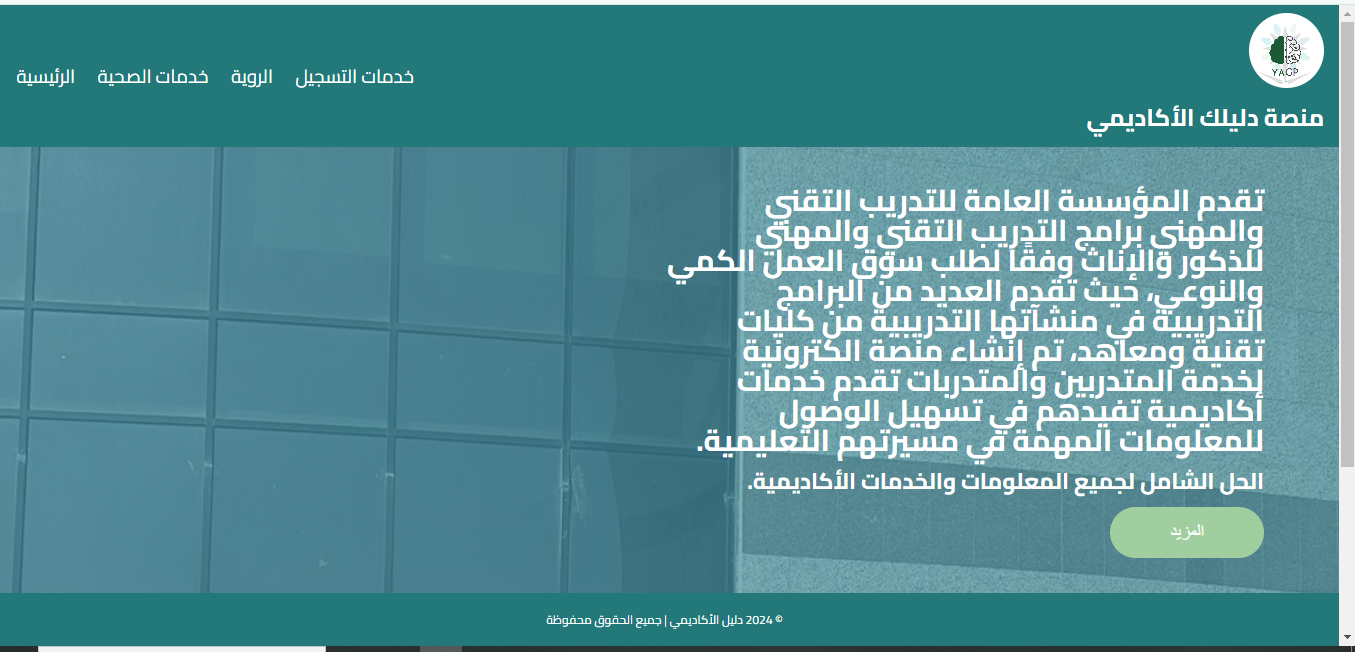 YAGP
منصة دليلك الأكاديمي
خدمات التسجيل
الروية
خدمات الصحية
الرئيسية
تقدم المؤسسة العامة للتدريب التقني
والمهني برامج التدريب التقني والمهني
للذكور والإناث وفقًا لطلب سوق العمل الكمي
والنوعي، حيث تقدم العديد من البرامج
التدريبية في منشآتها التدريبية من كليات
تقنية ومعاهد، تم إنشاء منصة الكترونية
لخدمة المتدربين والمتدربات تقدم خدمات
أكاديمية تفيدهم في تسهيل الوصول
للمعلومات المهمة في مسيرتهم التعليمية.
الحل الشامل لجميع المعلومات والخدمات الأكاديمية.
المزيد
© 2024 دليل الأكاديمي | جميع الحقوق محفوظة